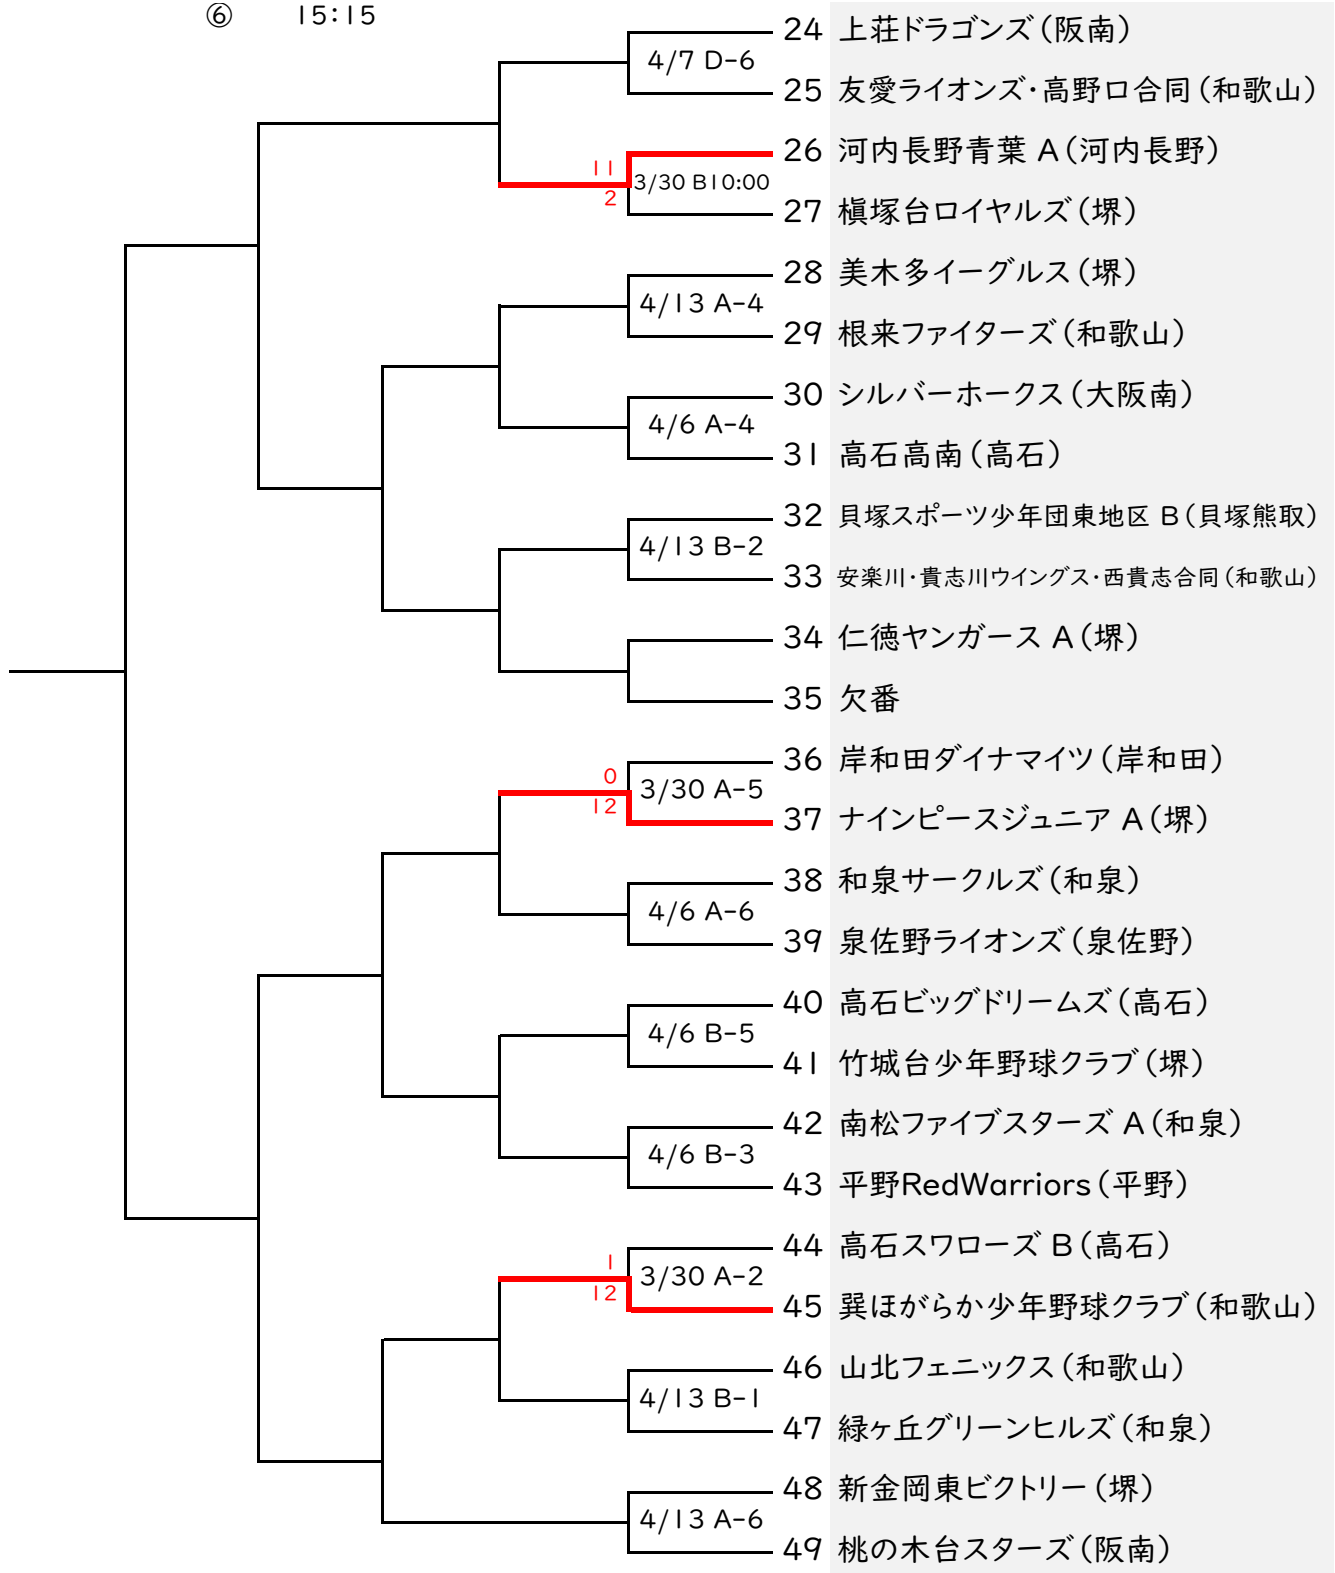 ⑥ 15:15
24 上荘ドラゴンズ(阪南)
4/7 D-6
25 友愛ライオンズ・高野口合同(和歌山)
26 河内長野青葉 A(河内長野)
11
3/30 B10:00
2
27 槇塚台ロイヤルズ(堺)
28 美木多イーグルス(堺)
4/13 A-4
29 根来ファイターズ(和歌山)
30 シルバーホークス(大阪南)
4/6 A-4
31 高石高南(高石)
32 貝塚スポーツ少年団東地区 B(貝塚熊取)
4/13 B-2
33 安楽川・貴志川ウイングス・西貴志合同(和歌山)
34 仁徳ヤンガース A(堺)
35 欠番
36 岸和田ダイナマイツ(岸和田)
0
3/30 A-5
12
37 ナインピースジュニア A(堺)
38 和泉サークルズ(和泉)
4/6 A-6
39 泉佐野ライオンズ(泉佐野)
40 高石ビッグドリームズ(高石)
4/6 B-5
41 竹城台少年野球クラブ(堺)
42 南松ファイブスターズ A(和泉)
4/6 B-3
43 平野RedWarriors(平野)
44 高石スワローズ B(高石)
1
3/30 A-2
12
45 巽ほがらか少年野球クラブ(和歌山)
46 山北フェニックス(和歌山)
4/13 B-1
47 緑ヶ丘グリーンヒルズ(和泉)
48 新金岡東ビクトリー(堺)
4/13 A-6
49 桃の木台スターズ(阪南)